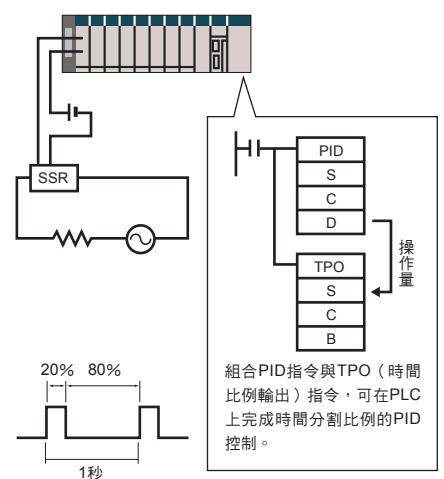 SSR
PID
S
C
D
操作量
TPO
S
C
B
組合PID指令與TPO（時間
比例輸出）指令，可在PLC
上完成時間分割比例的PID
控制。
20% 80%
1秒